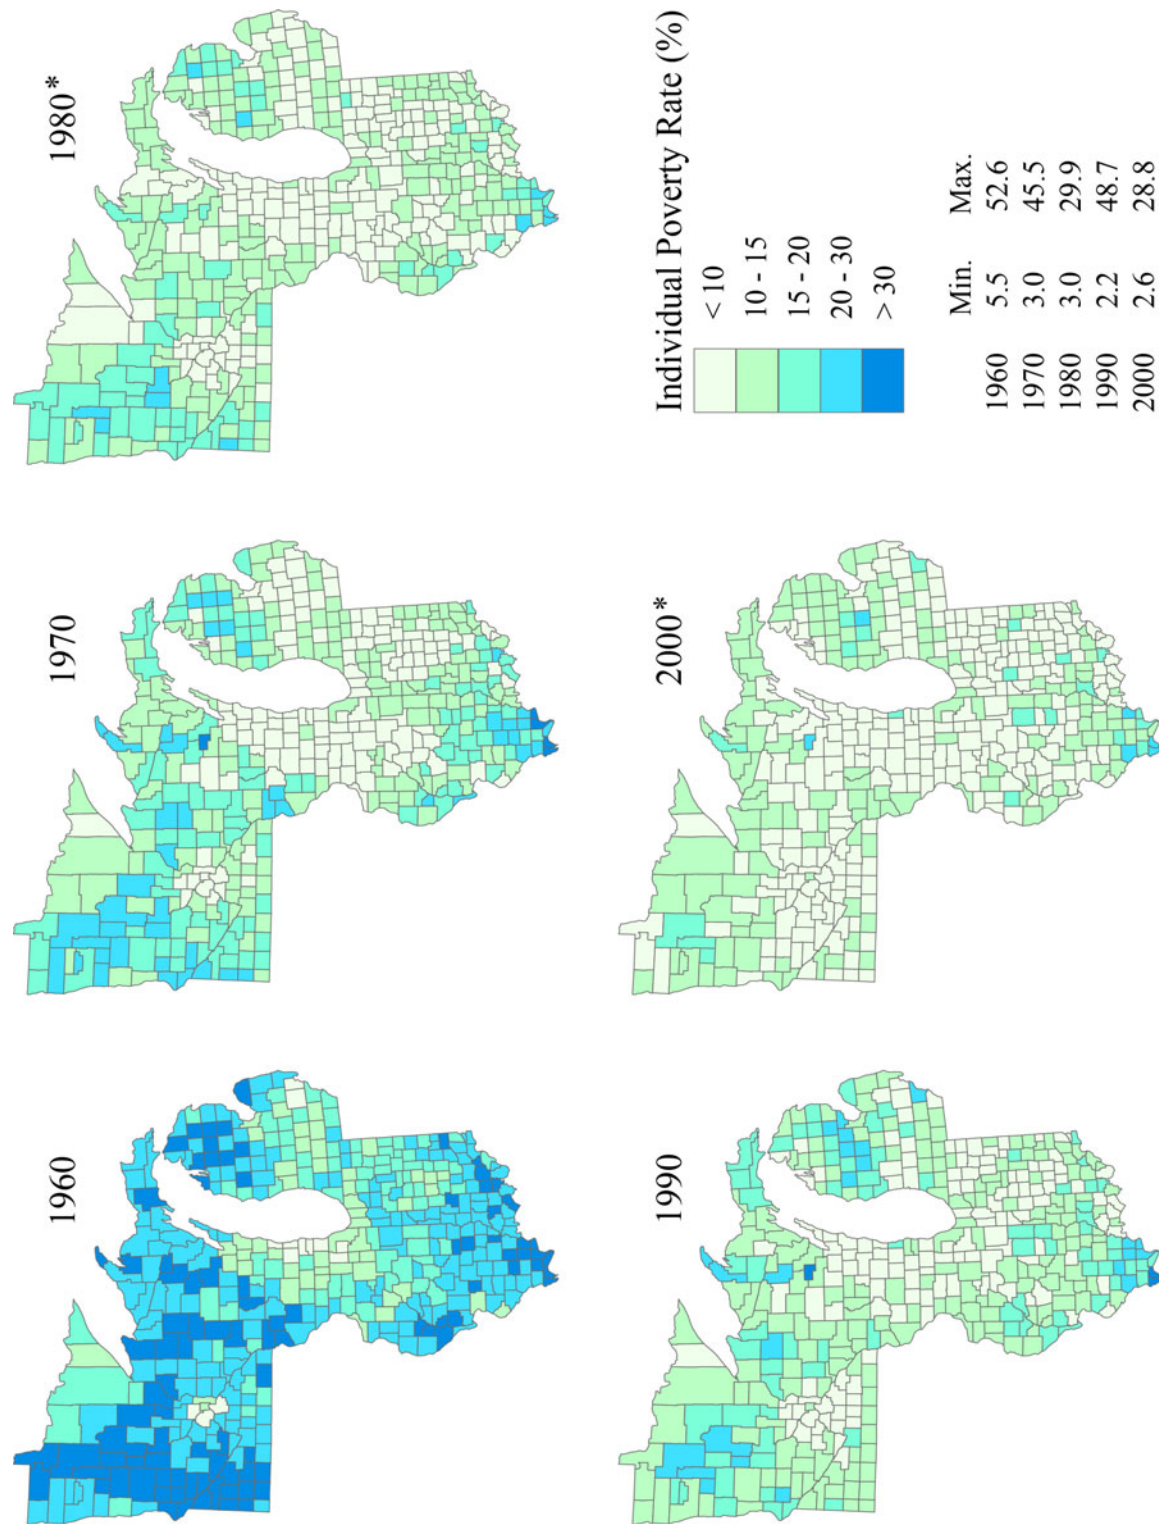 1960
1970
1980*
1990
2000*
Individual Poverty Rate (%)
< 10
10 - 15
15 - 20
20 - 30
> 30
Min. Max.
1960 5.5 52.6
1970 3.0 45.5
1980 3.0 29.9
1990 2.2 48.7
2000 2.6 28.8